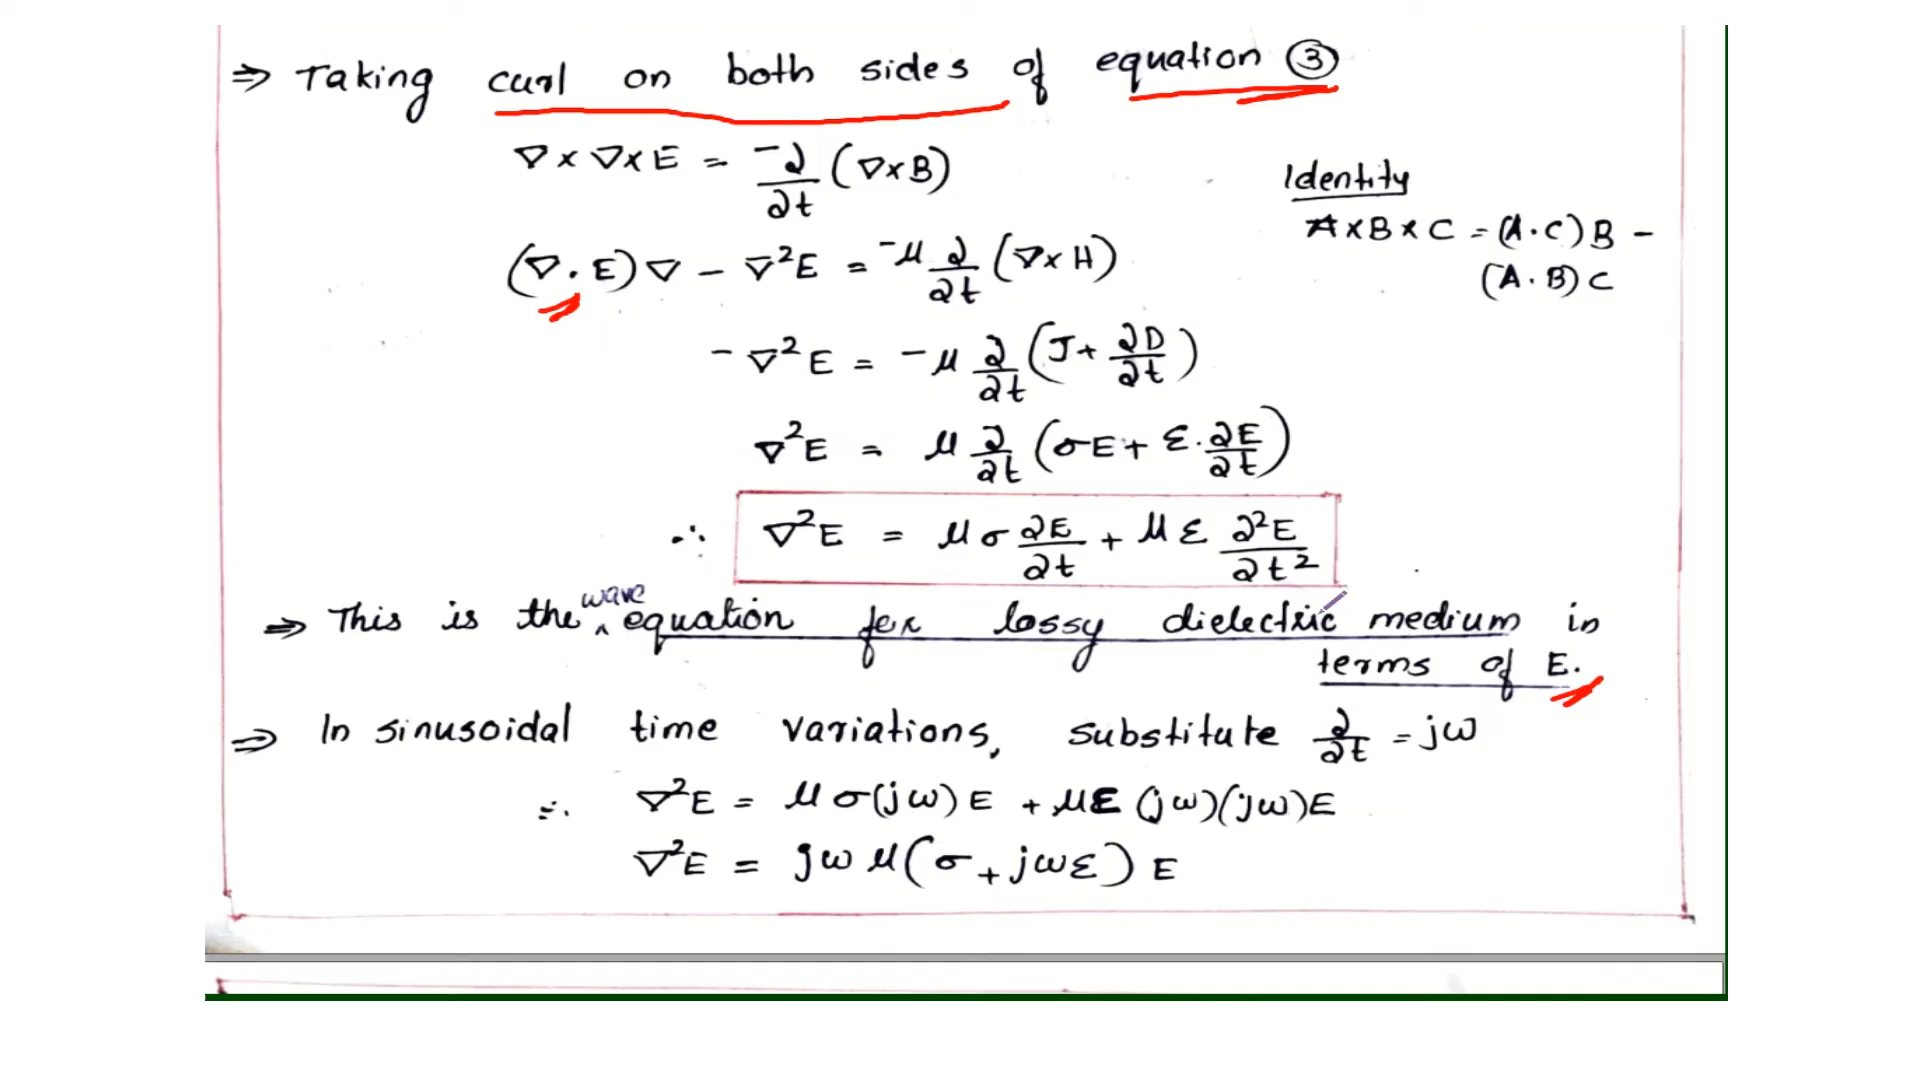 ⇒ Taking curl on both sides of equation ③
∇ × ∇ × E = -∂/∂t (∇ × B)
Identity
A × B × C = (A · C) B -
(A · B) C
(∇ · E) ∇ - ∇²E = -μ ∂/∂t (∇ × H)
- ∇²E = - μ ∂/∂t (J + ∂D/∂t)
∇²E = μ ∂/∂t (σE + ε · ∂E/∂t)
∴ ∇²E = μσ ∂E/∂t + με ∂²E/∂t²
⇒ This is the wave equation for lossy dielectric medium in
terms of E.
⇒ In sinusoidal time variations, substitute ∂/∂t = jω
∴ ∇²E = μσ(jω) E + με (jω)(jω)E
∇²E = jωμ(σ + jωε) E